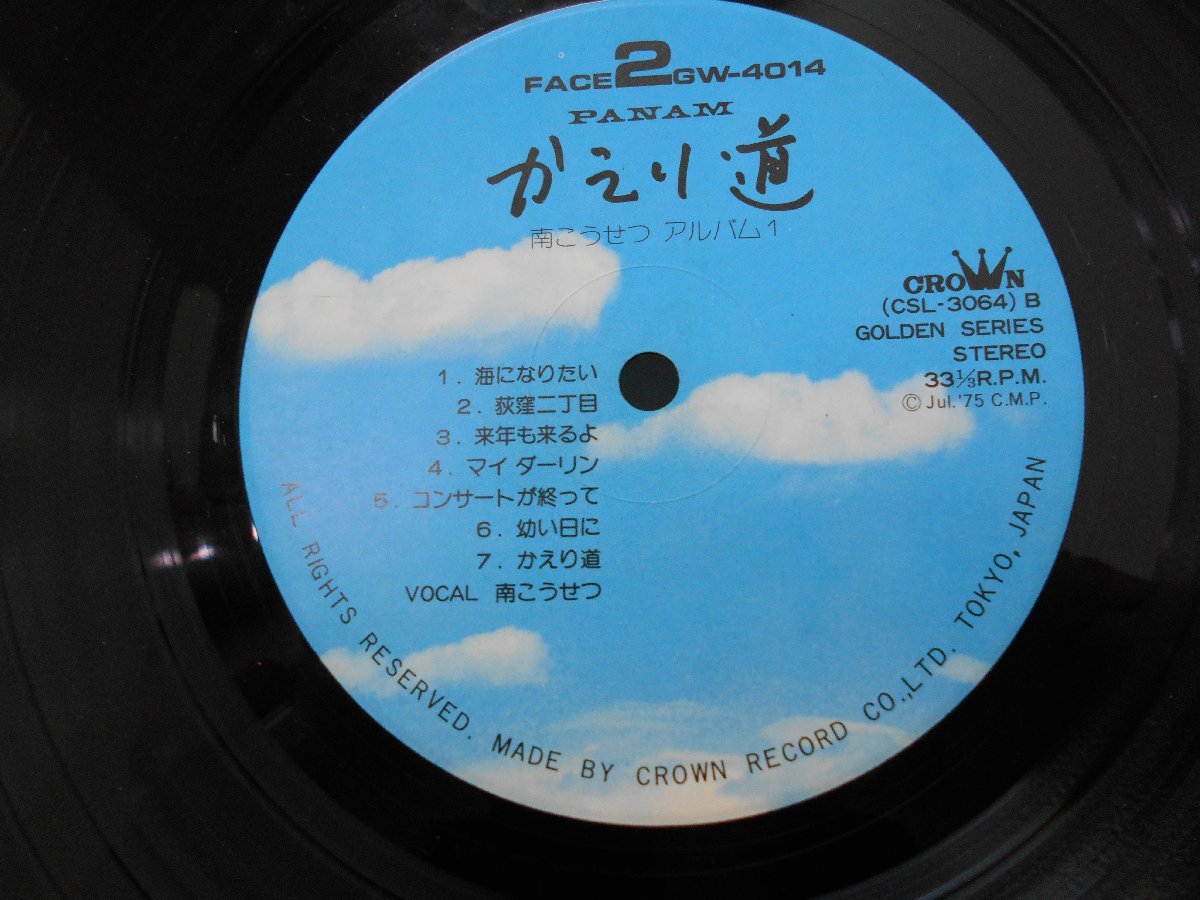 FACE 2 GW-4014
PANAM
かえり道
南こうせつ アルバム1
CROWN
(CSL-3064) B
GOLDEN SERIES
STEREO
33 1/3 R.P.M.
© Jul.'75 C.M.P.
1. 海になりたい
2. 荻窪二丁目
3. 来年も来るよ
4. マイ ダーリン
5. コンサートが終って
6. 幼い日に
7. かえり道
VOCAL 南こうせつ
ALL RIGHTS RESERVED. MADE BY CROWN RECORD CO.,LTD. TOKYO, JAPAN